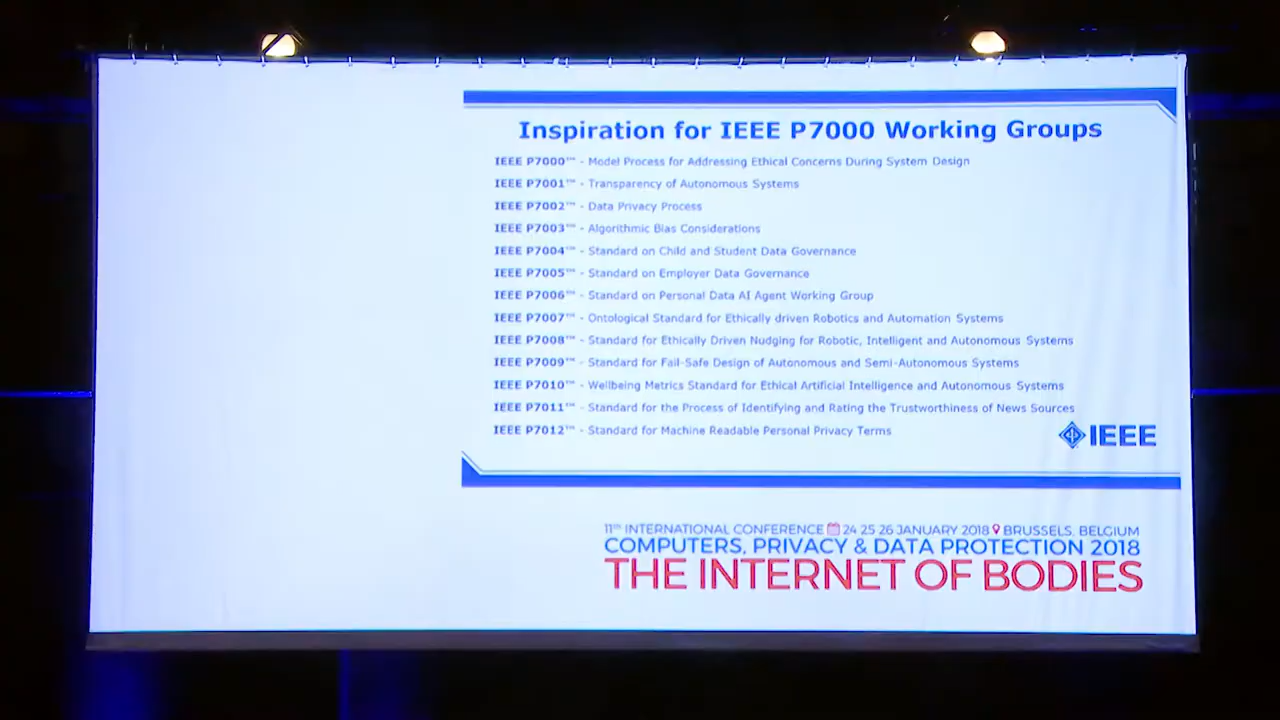 Inspiration for IEEE P7000 Working Groups
IEEE P7000™ - Model Process for Addressing Ethical Concerns During System Design
IEEE P7001™ - Transparency of Autonomous Systems
IEEE P7002™ - Data Privacy Process
IEEE P7003™ - Algorithmic Bias Considerations
IEEE P7004™ - Standard on Child and Student Data Governance
IEEE P7005™ - Standard on Employer Data Governance
IEEE P7006™ - Standard on Personal Data AI Agent Working Group
IEEE P7007™ - Ontological Standard for Ethically driven Robotics and Automation Systems
IEEE P7008™ - Standard for Ethically Driven Nudging for Robotic, Intelligent and Autonomous Systems
IEEE P7009™ - Standard for Fail-Safe Design of Autonomous and Semi-Autonomous Systems
IEEE P7010™ - Wellbeing Metrics Standard for Ethical Artificial Intelligence and Autonomous Systems
IEEE P7011™ - Standard for the Process of Identifying and Rating the Trustworthiness of News Sources
IEEE P7012™ - Standard for Machine Readable Personal Privacy Terms
IEEE
11th INTERNATIONAL CONFERENCE 24 25 26 JANUARY 2018 BRUSSELS, BELGIUM
COMPUTERS, PRIVACY & DATA PROTECTION 2018
THE INTERNET OF BODIES